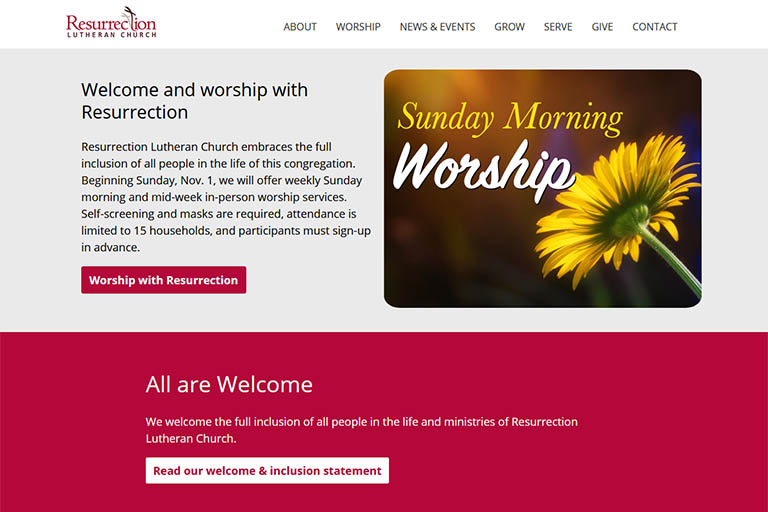 Resurrection
LUTHERAN CHURCH
ABOUT WORSHIP NEWS & EVENTS GROW SERVE GIVE CONTACT
Welcome and worship with
Resurrection
Resurrection Lutheran Church embraces the full
inclusion of all people in the life of this congregation.
Beginning Sunday, Nov. 1, we will offer weekly Sunday
morning and mid-week in-person worship services.
Self-screening and masks are required, attendance is
limited to 15 households, and participants must sign-up
in advance.
Worship with Resurrection
Sunday Morning
Worship
All are Welcome
We welcome the full inclusion of all people in the life and ministries of Resurrection
Lutheran Church.
Read our welcome & inclusion statement